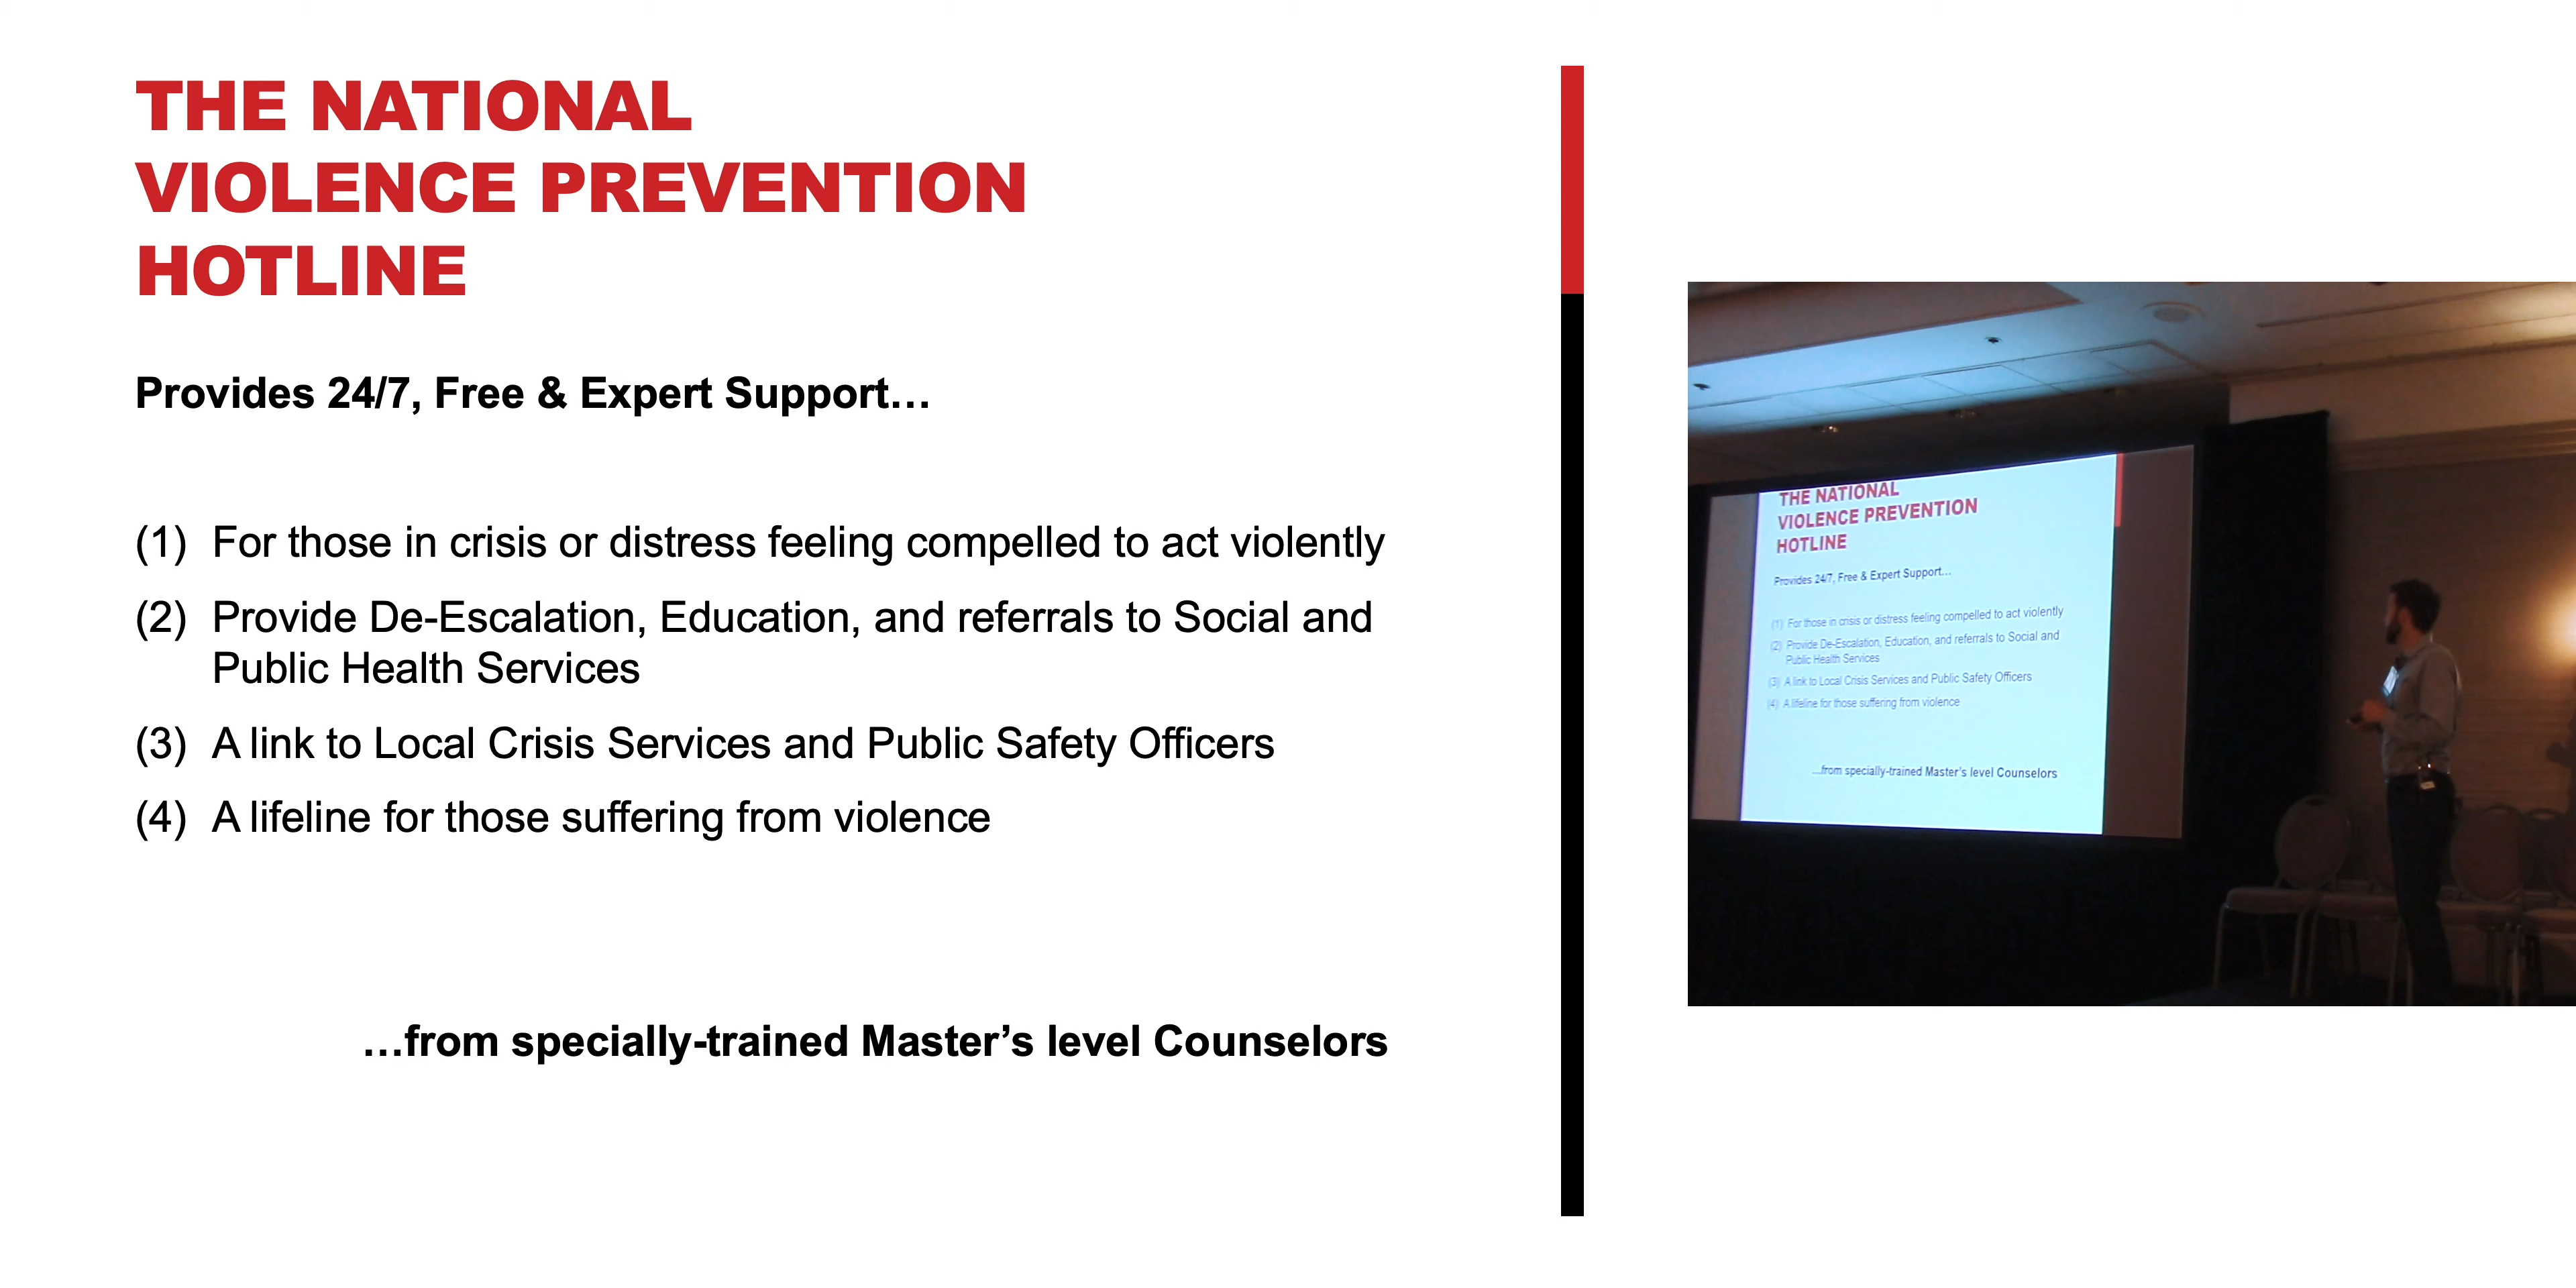 THE NATIONAL
VIOLENCE PREVENTION
HOTLINE
Provides 24/7, Free & Expert Support…
(1) For those in crisis or distress feeling compelled to act violently
(2) Provide De-Escalation, Education, and referrals to Social and
Public Health Services
(3) A link to Local Crisis Services and Public Safety Officers
(4) A lifeline for those suffering from violence
…from specially-trained Master’s level Counselors
THE NATIONAL
VIOLENCE PREVENTION
HOTLINE
Provides 24/7, Free & Expert Support…
(1) For those in crisis or distress feeling compelled to act violently
(2) Provide De-Escalation, Education, and referrals to Social and
Public Health Services
(3) A link to Local Crisis Services and Public Safety Officers
(4) A lifeline for those suffering from violence
…from specially-trained Master’s level Counselors